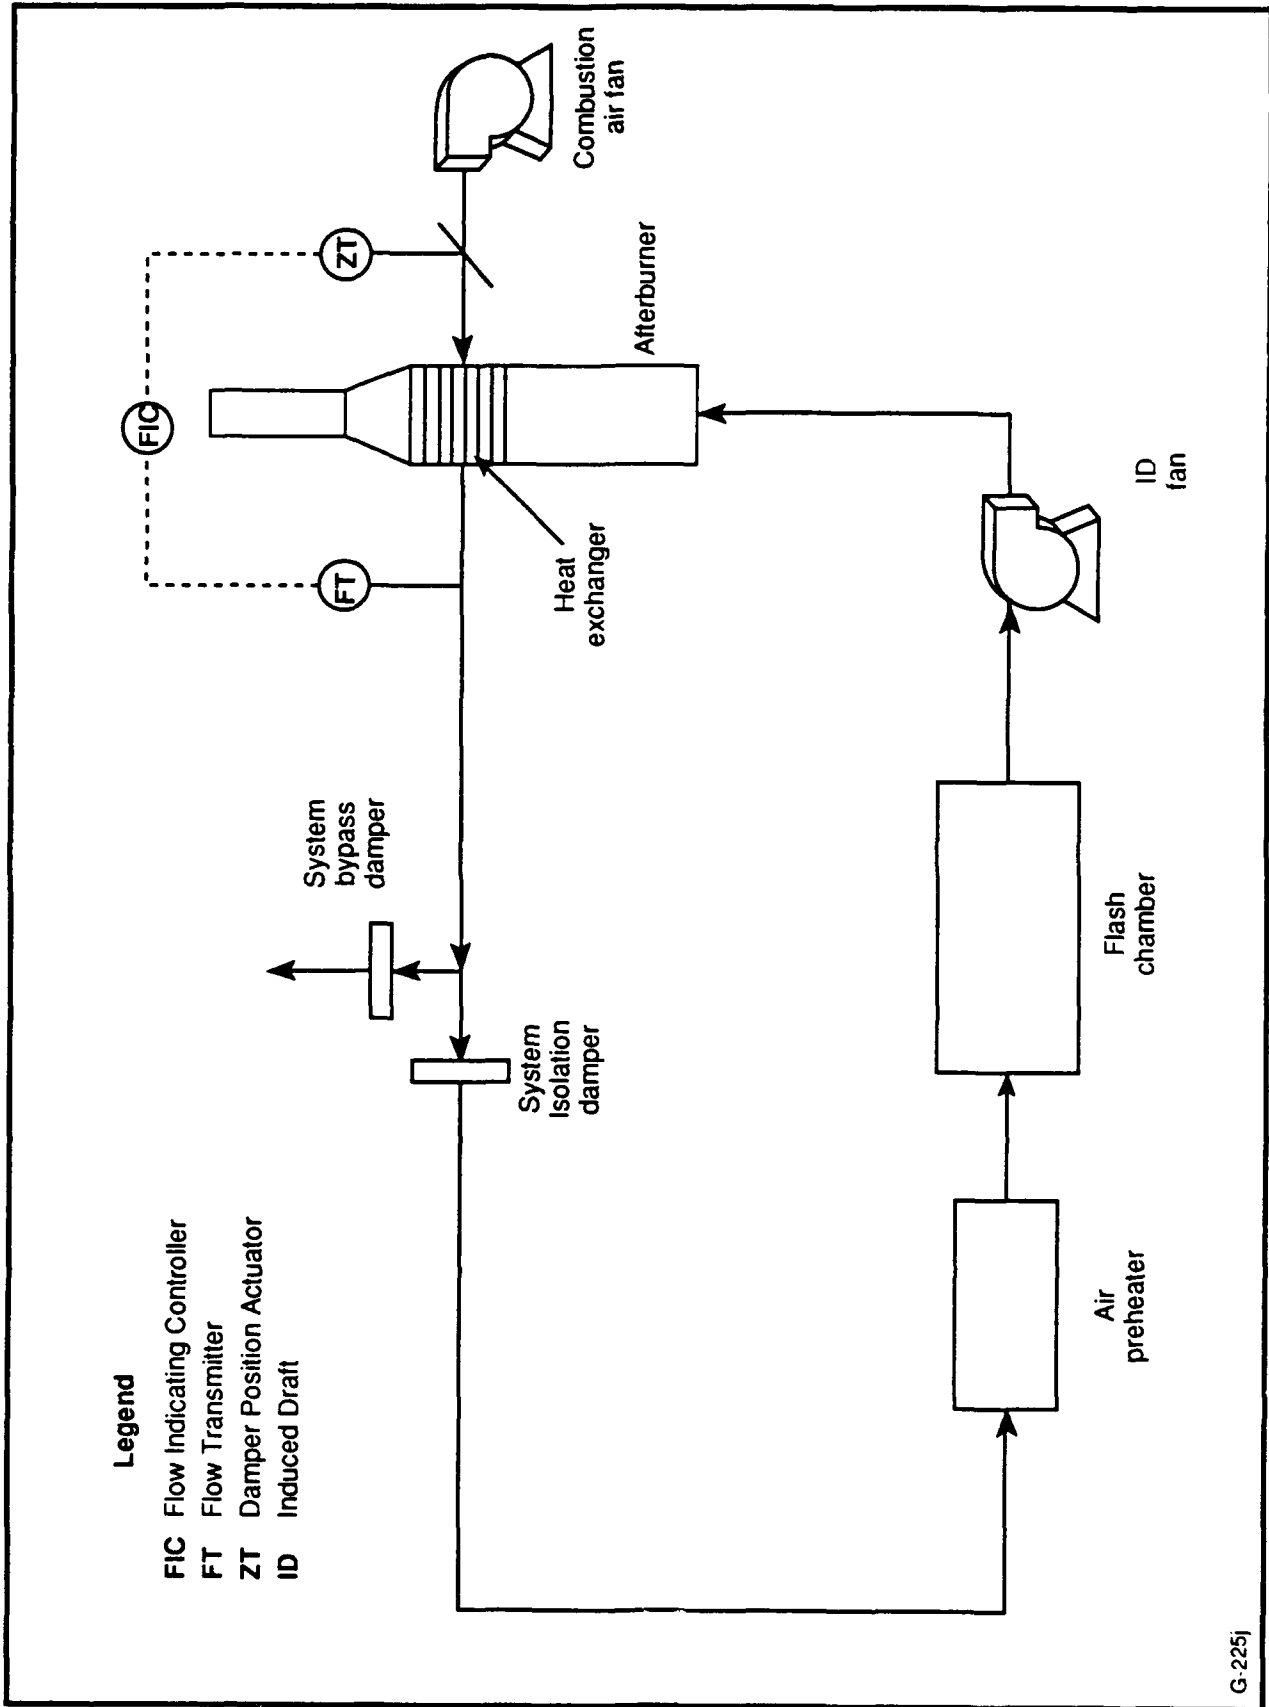 Legend
FIC Flow Indicating Controller
FT Flow Transmitter
ZT Damper Position Actuator
ID Induced Draft
FIC
FT
ZT
System
bypass
damper
Combustion
air fan
System
Isolation
damper
Heat
exchanger
Afterburner
Air
preheater
Flash
chamber
ID
fan
G-225j